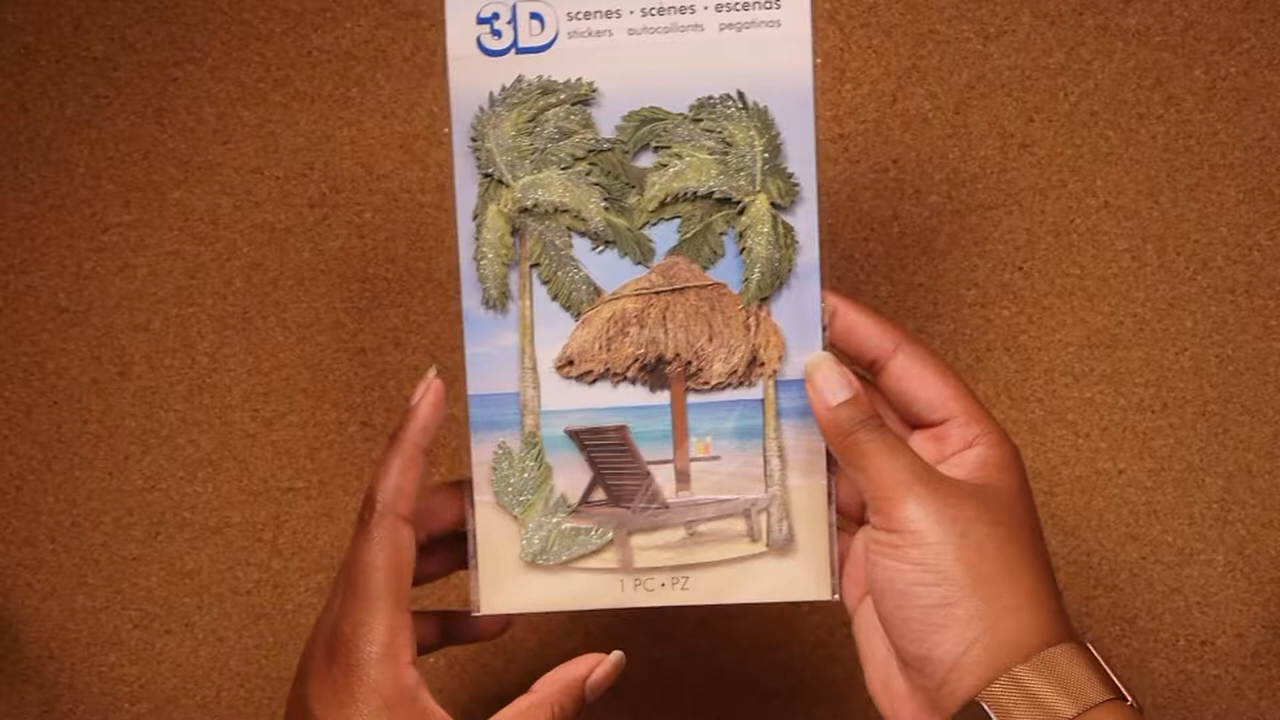 3D scenes • scènes • escenas
stickers autocollants pegatinas
1 PC • PZ